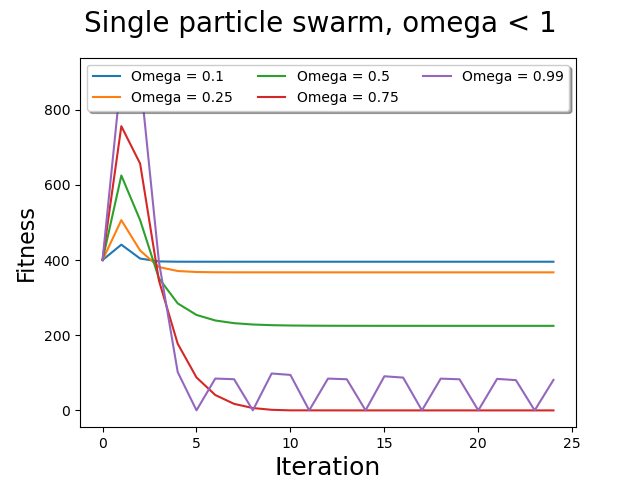 Single particle swarm, omega < 1
Omega = 0.1
Omega = 0.25
Omega = 0.5
Omega = 0.75
Omega = 0.99
800
600
400
200
0
Fitness
0 5 10 15 20 25
Iteration